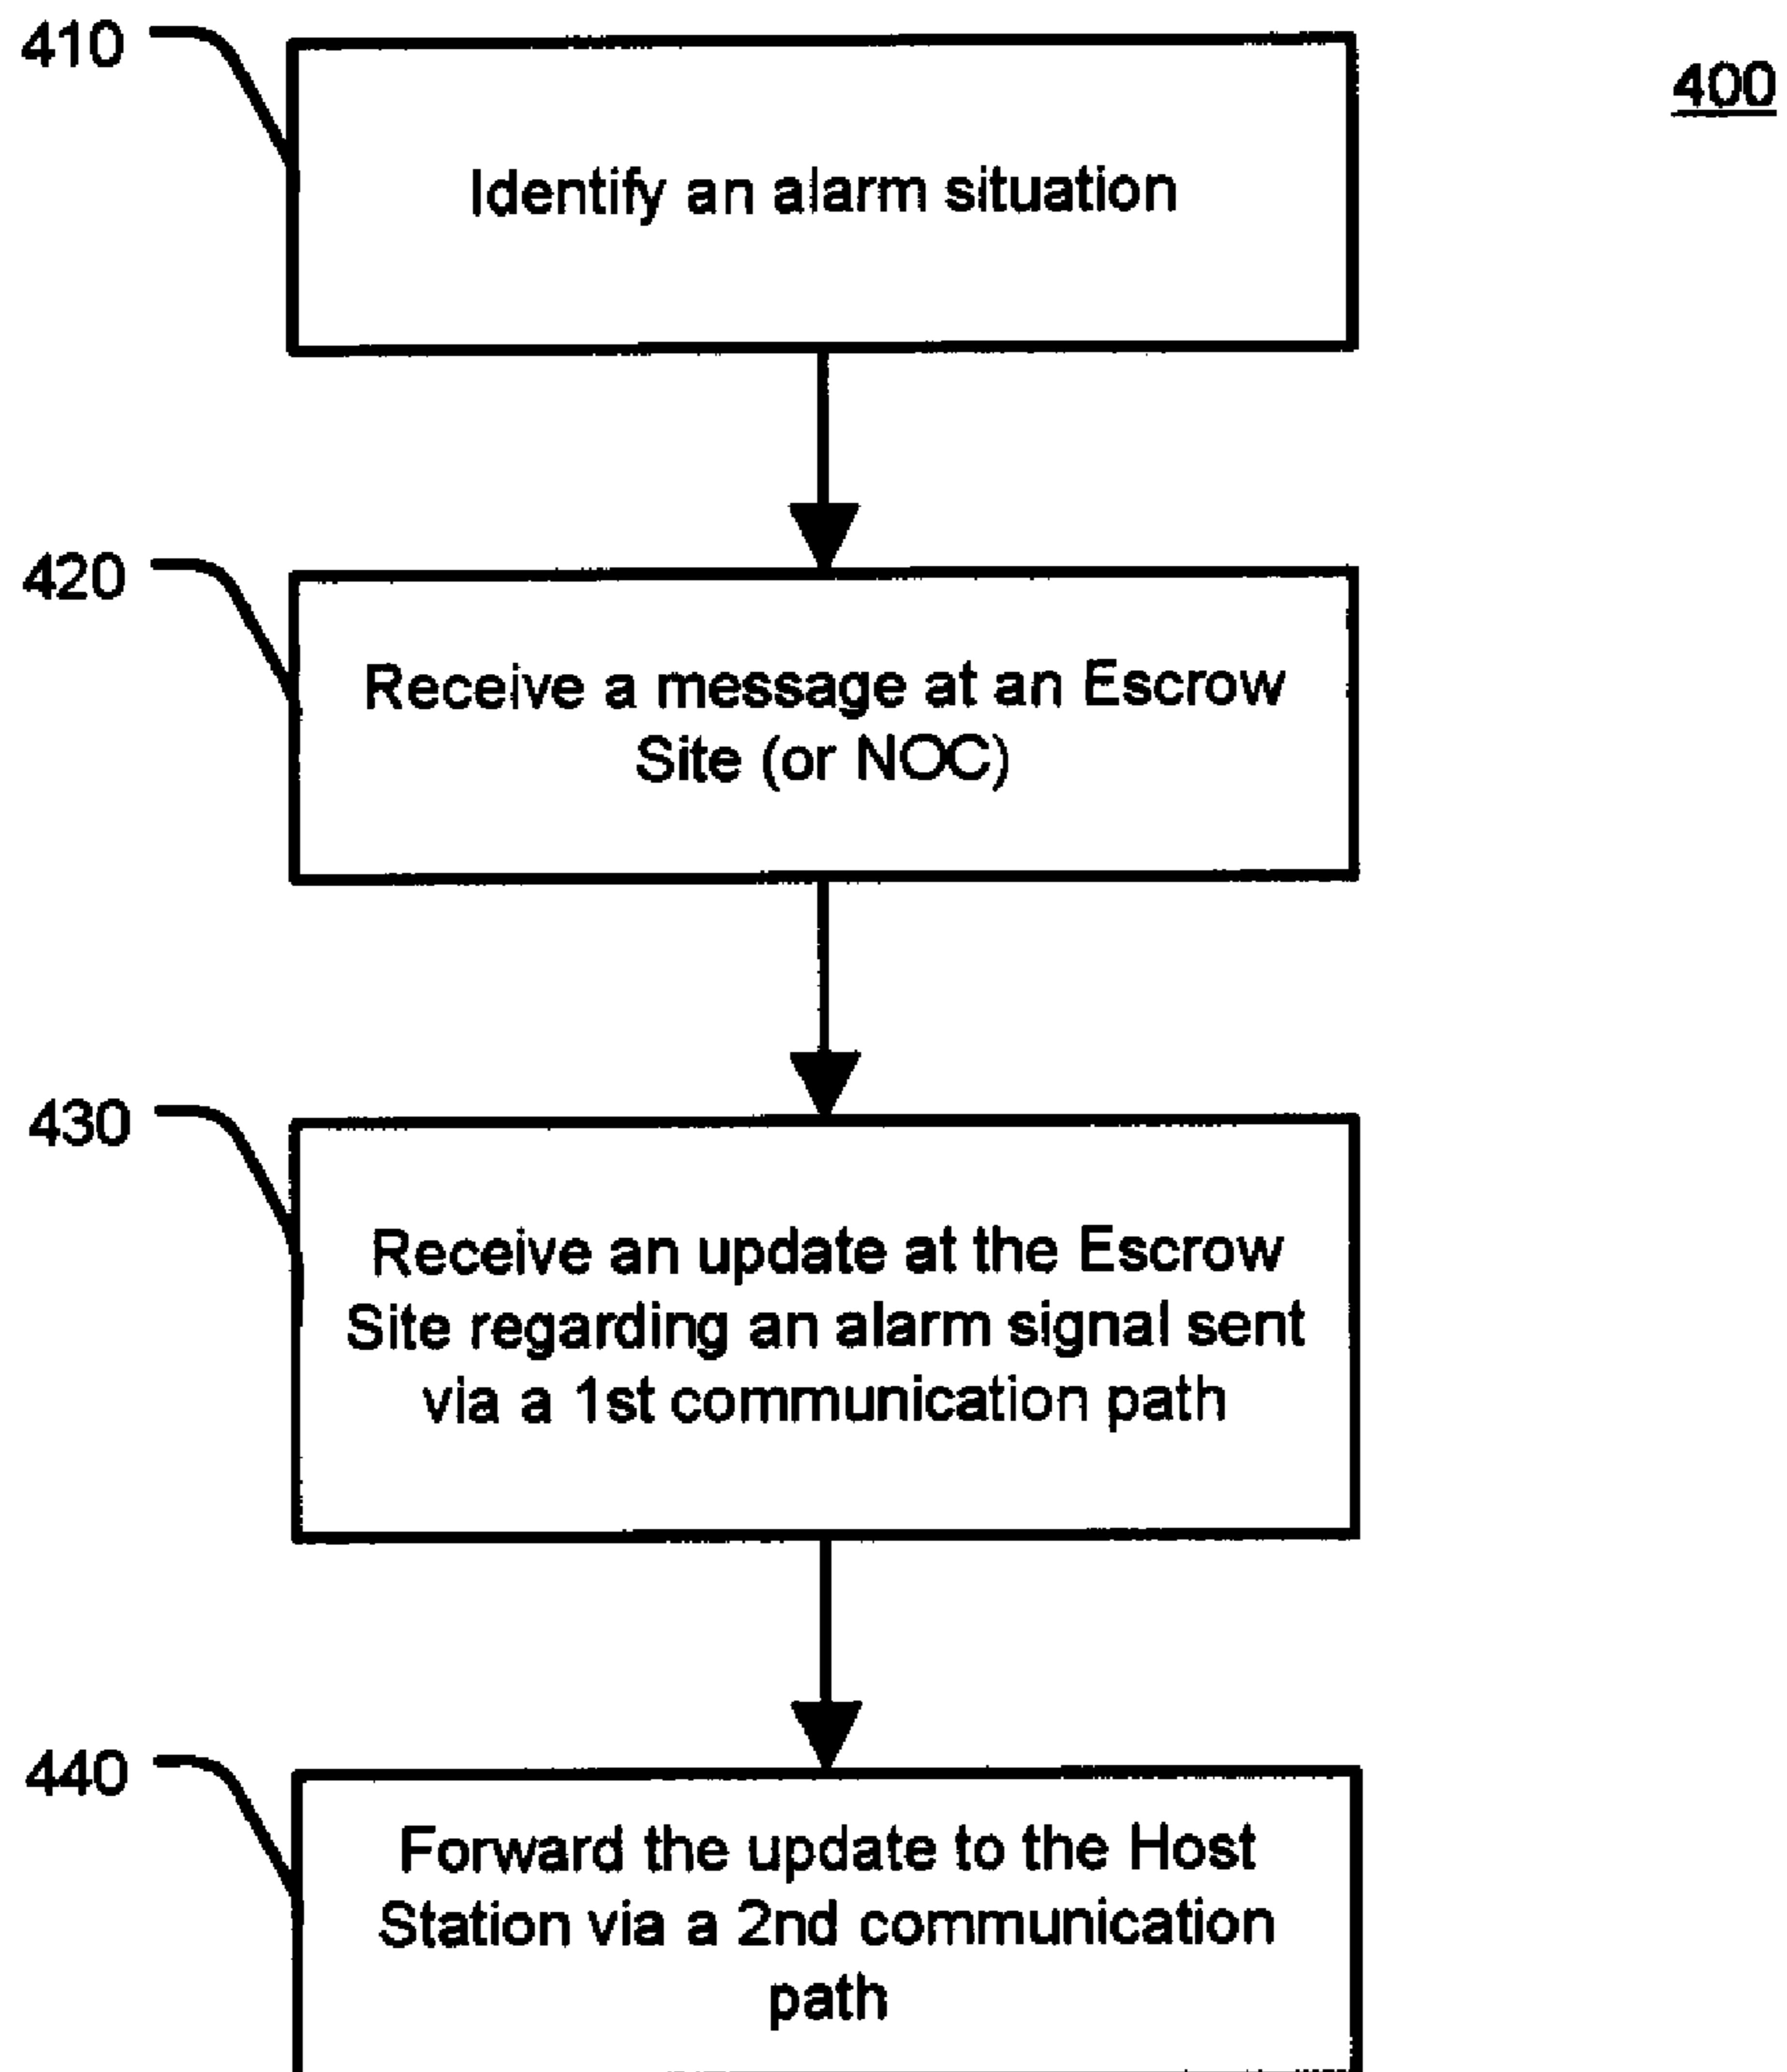 410
400
Identify an alarm situation
420
Receive a message at an Escrow
Site (or NOC)
430
Receive an update at the Escrow
Site regarding an alarm signal sent
via a 1st communication path
440
Forward the update to the Host
Station via a 2nd communication
path